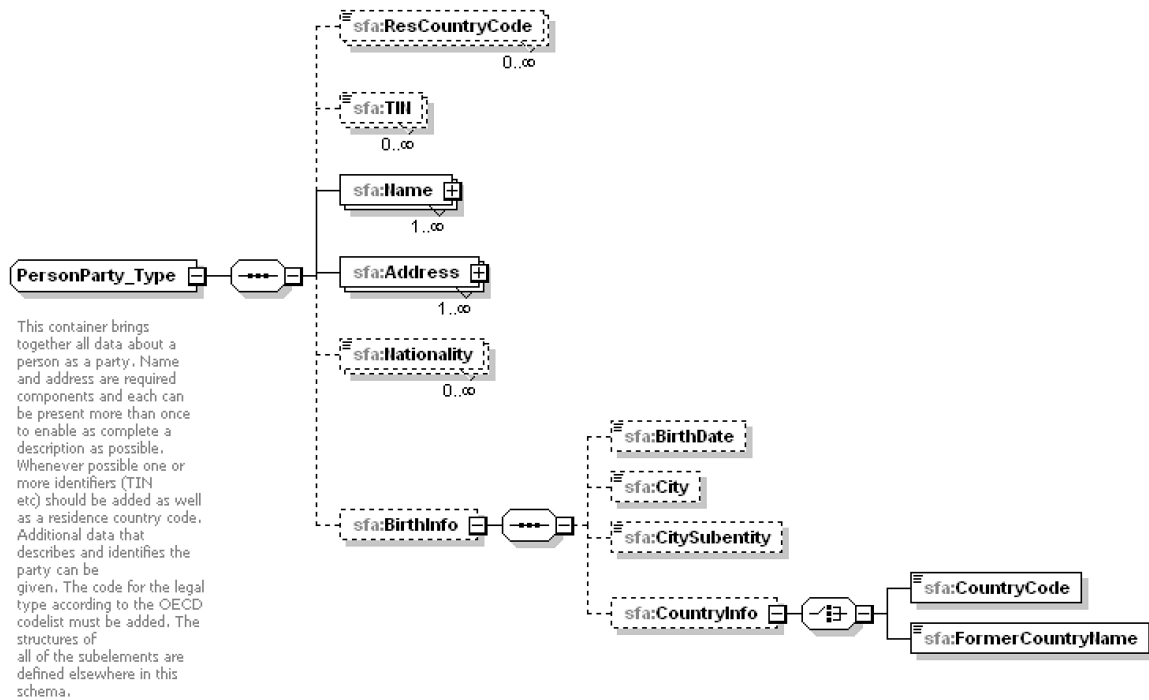 sfa:ResCountryCode
0..∞
sfa:TIN
0..∞
sfa:Name
1..∞
PersonParty_Type
sfa:Address
1..∞
This container brings
together all data about a
person as a party. Name
and address are required
components and each can
be present more than once
to enable as complete a
description as possible.
Whenever possible one or
more identifiers (TIN
etc) should be added as well
as a residence country code.
Additional data that
describes and identifies the
party can be
given. The code for the legal
type according to the OECD
codelist must be added. The
structures of
all of the subelements are
defined elsewhere in this
schema.
sfa:Nationality
0..∞
sfa:BirthInfo
sfa:BirthDate
sfa:City
sfa:CitySubentity
sfa:CountryInfo
sfa:CountryCode
sfa:FormerCountryName